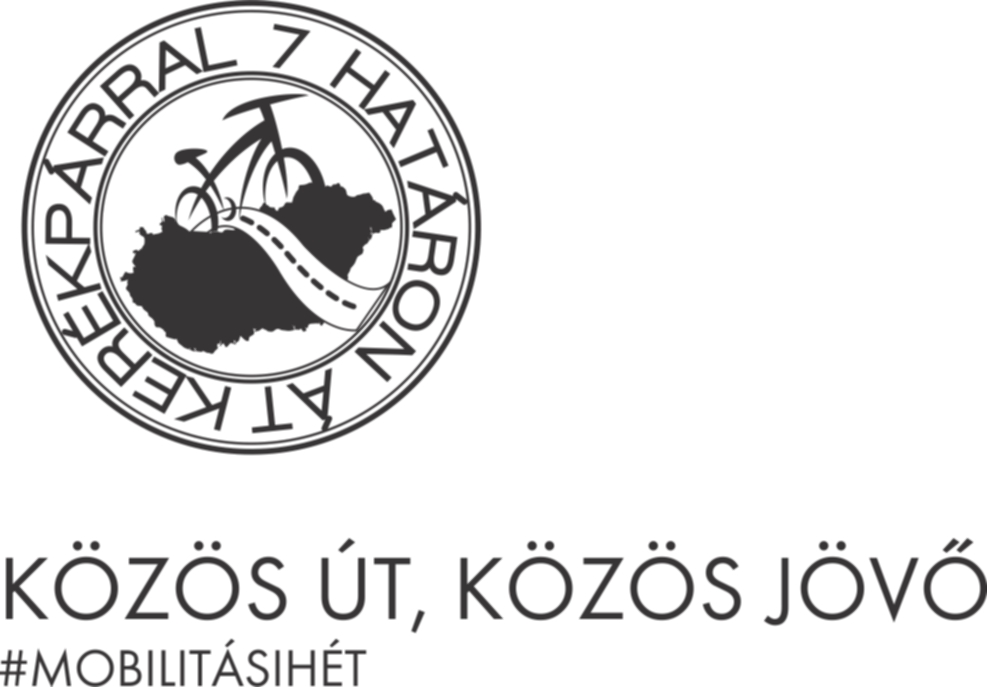 KERÉKPÁRRAL 7 HATÁRON ÁT
KÖZÖS ÚT, KÖZÖS JÖVŐ
#MOBILITÁSIHÉT